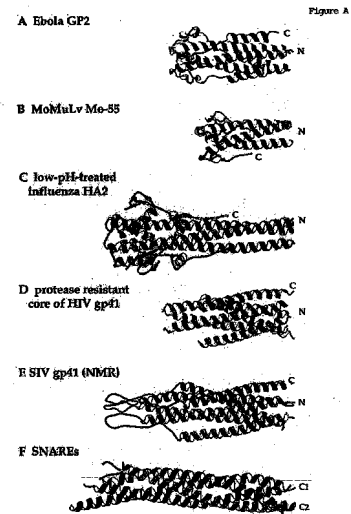 Figure A
A Ebola GP2
C
N
B MoMuLv Mo-55
N
C
C low-pH-treated
influenza HA2
C
N
D protease resistant
core of HIV gp41
C
N
E SIV gp41 (NMR)
C
N
F SNAREs
C1
C2